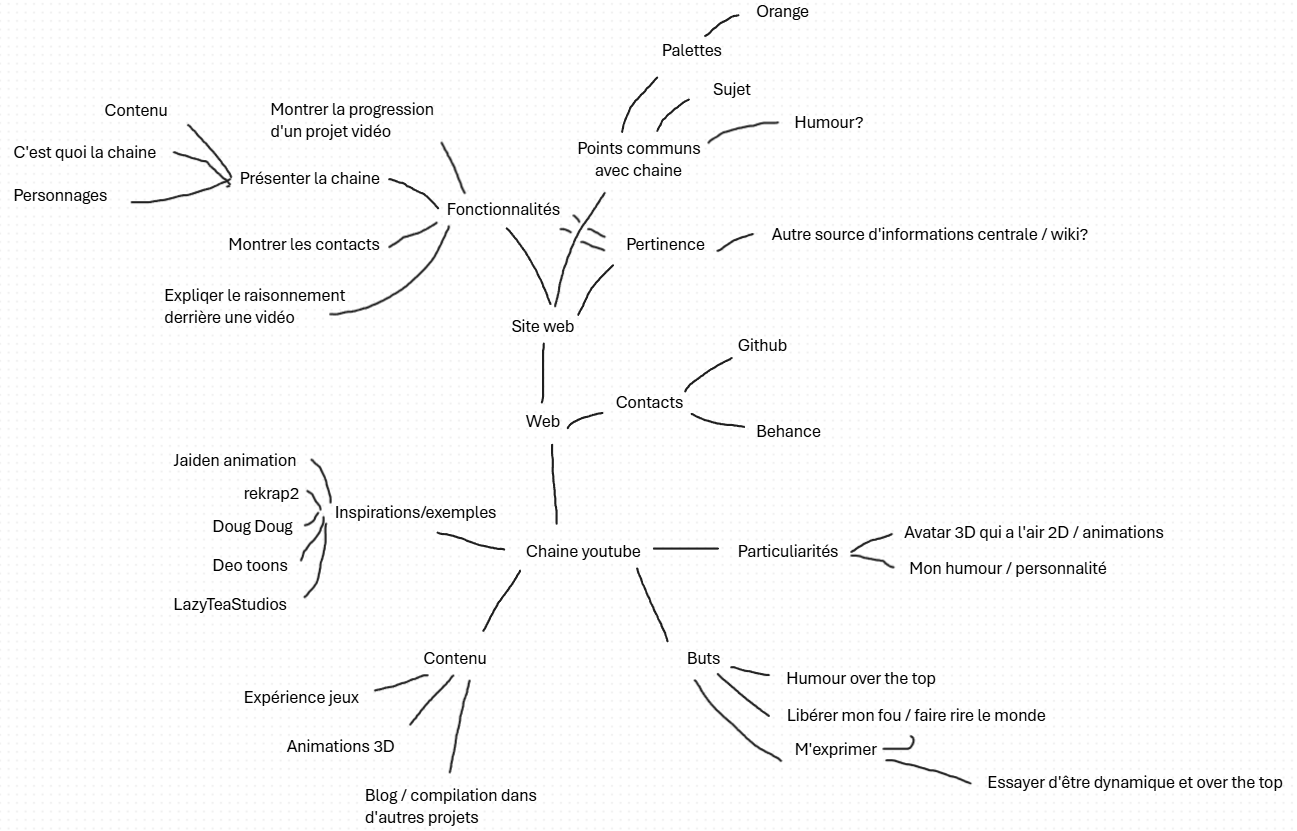 Orange
Palettes
Sujet
Contenu
Montrer la progression
d'un projet vidéo
Humour?
C'est quoi la chaine
Points communs
avec chaine
Présenter la chaine
Personnages
Fonctionnalités
Montrer les contacts
Pertinence
Autre source d'informations centrale / wiki?
Expliqer le raisonnement
derrière une vidéo
Site web
Github
Contacts
Web
Behance
Jaiden animation
rekrap2
Inspirations/exemples
Doug Doug
Deo toons
LazyTeaStudios
Chaine youtube
Particuliarités
Avatar 3D qui a l'air 2D / animations
Mon humour / personnalité
Contenu
Buts
Expérience jeux
Humour over the top
Animations 3D
Libérer mon fou / faire rire le monde
M'exprimer
Essayer d'être dynamique et over the top
Blog / compilation dans
d'autres projets